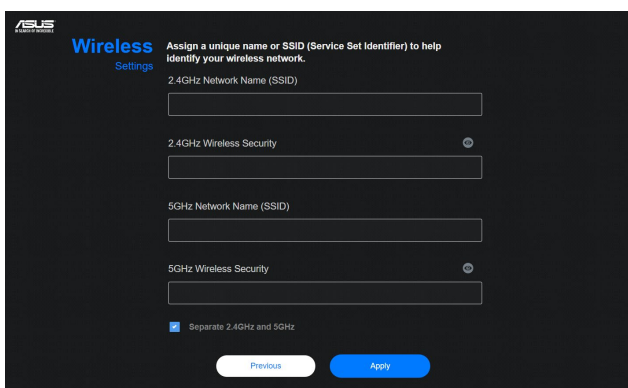 ASUS
IN SEARCH OF INCREDIBLE
Wireless
Settings
Assign a unique name or SSID (Service Set Identifier) to help
identify your wireless network.
2.4GHz Network Name (SSID)
2.4GHz Wireless Security
5GHz Network Name (SSID)
5GHz Wireless Security
Separate 2.4GHz and 5GHz
Previous
Apply